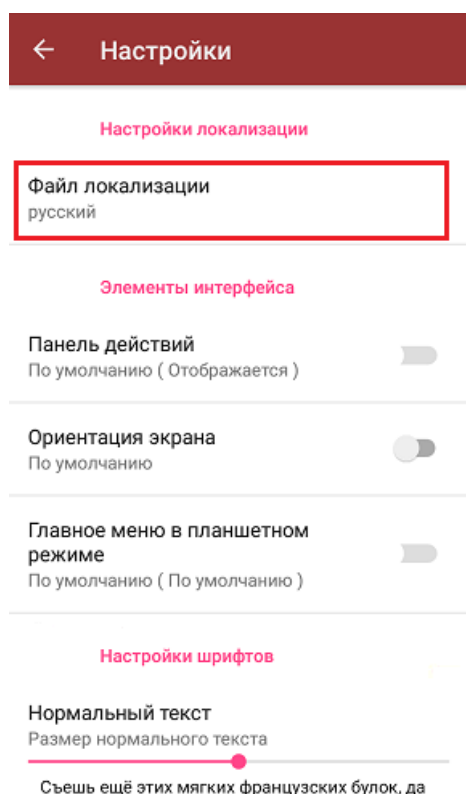 Настройки
Настройки локализации
Файл локализации
русский
Элементы интерфейса
Панель действий
По умолчанию ( Отображается )
Ориентация экрана
По умолчанию
Главное меню в планшетном
режиме
По умолчанию ( По умолчанию )
Настройки шрифтов
Нормальный текст
Размер нормального текста
Съешь ещё этих мягких французских булок, да